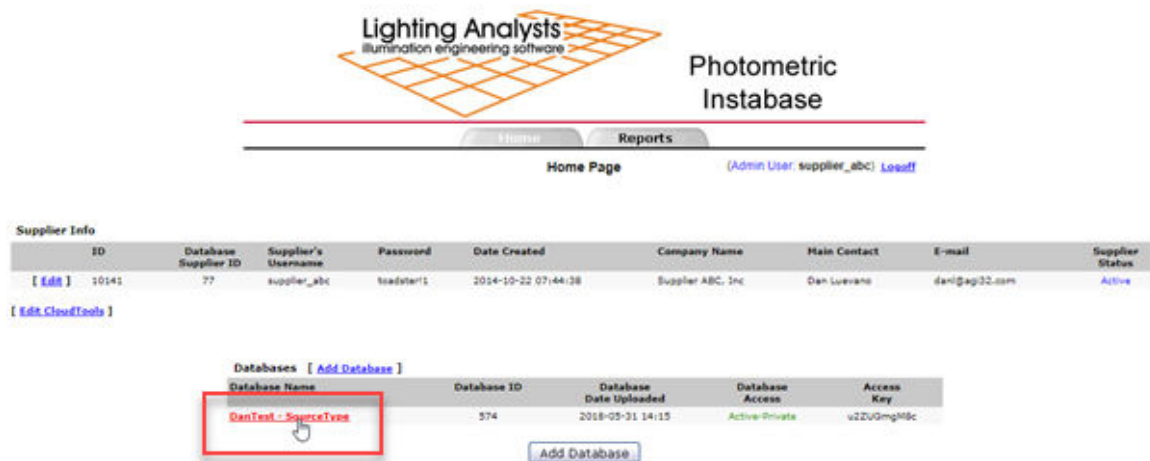 Lighting Analysts
illumination engineering software
Photometric
Instabase
Home Reports
Home Page (Admin User: supplier_abc) Logoff
Supplier Info
ID Database Supplier ID Supplier's Username Password Date Created Company Name Main Contact E-mail Supplier Status
[ Edit ] 10141 77 supplier_abc toadster!1 2014-10-22 07:44:38 Supplier ABC, Inc Dan Luevano danl@agi32.com Active
[ Edit CloudTools ]
Databases [ Add Database ]
Database Name Database ID Database Date Uploaded Database Access Access Key
DanTest - SourceType 574 2018-05-31 14:15 Active-Private u2ZUGmgM8c
Add Database